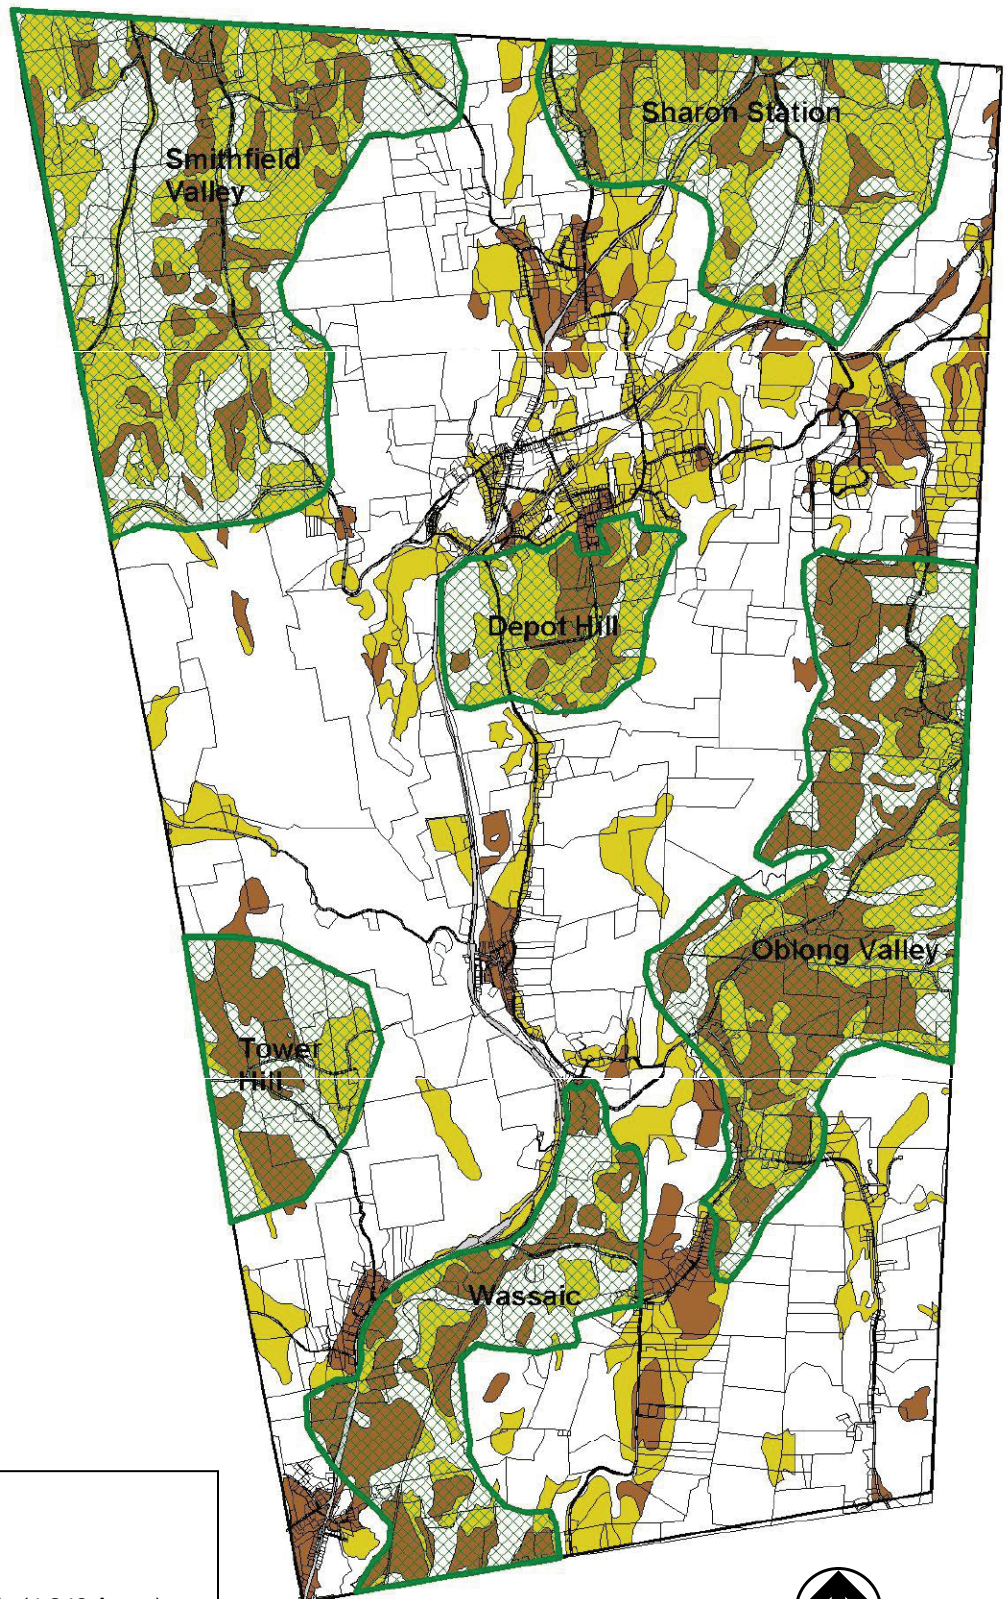 Sharon Station
Smithfield
Valley
Depot Hill
Oblong Valley
Tower
Hill
Wassaic